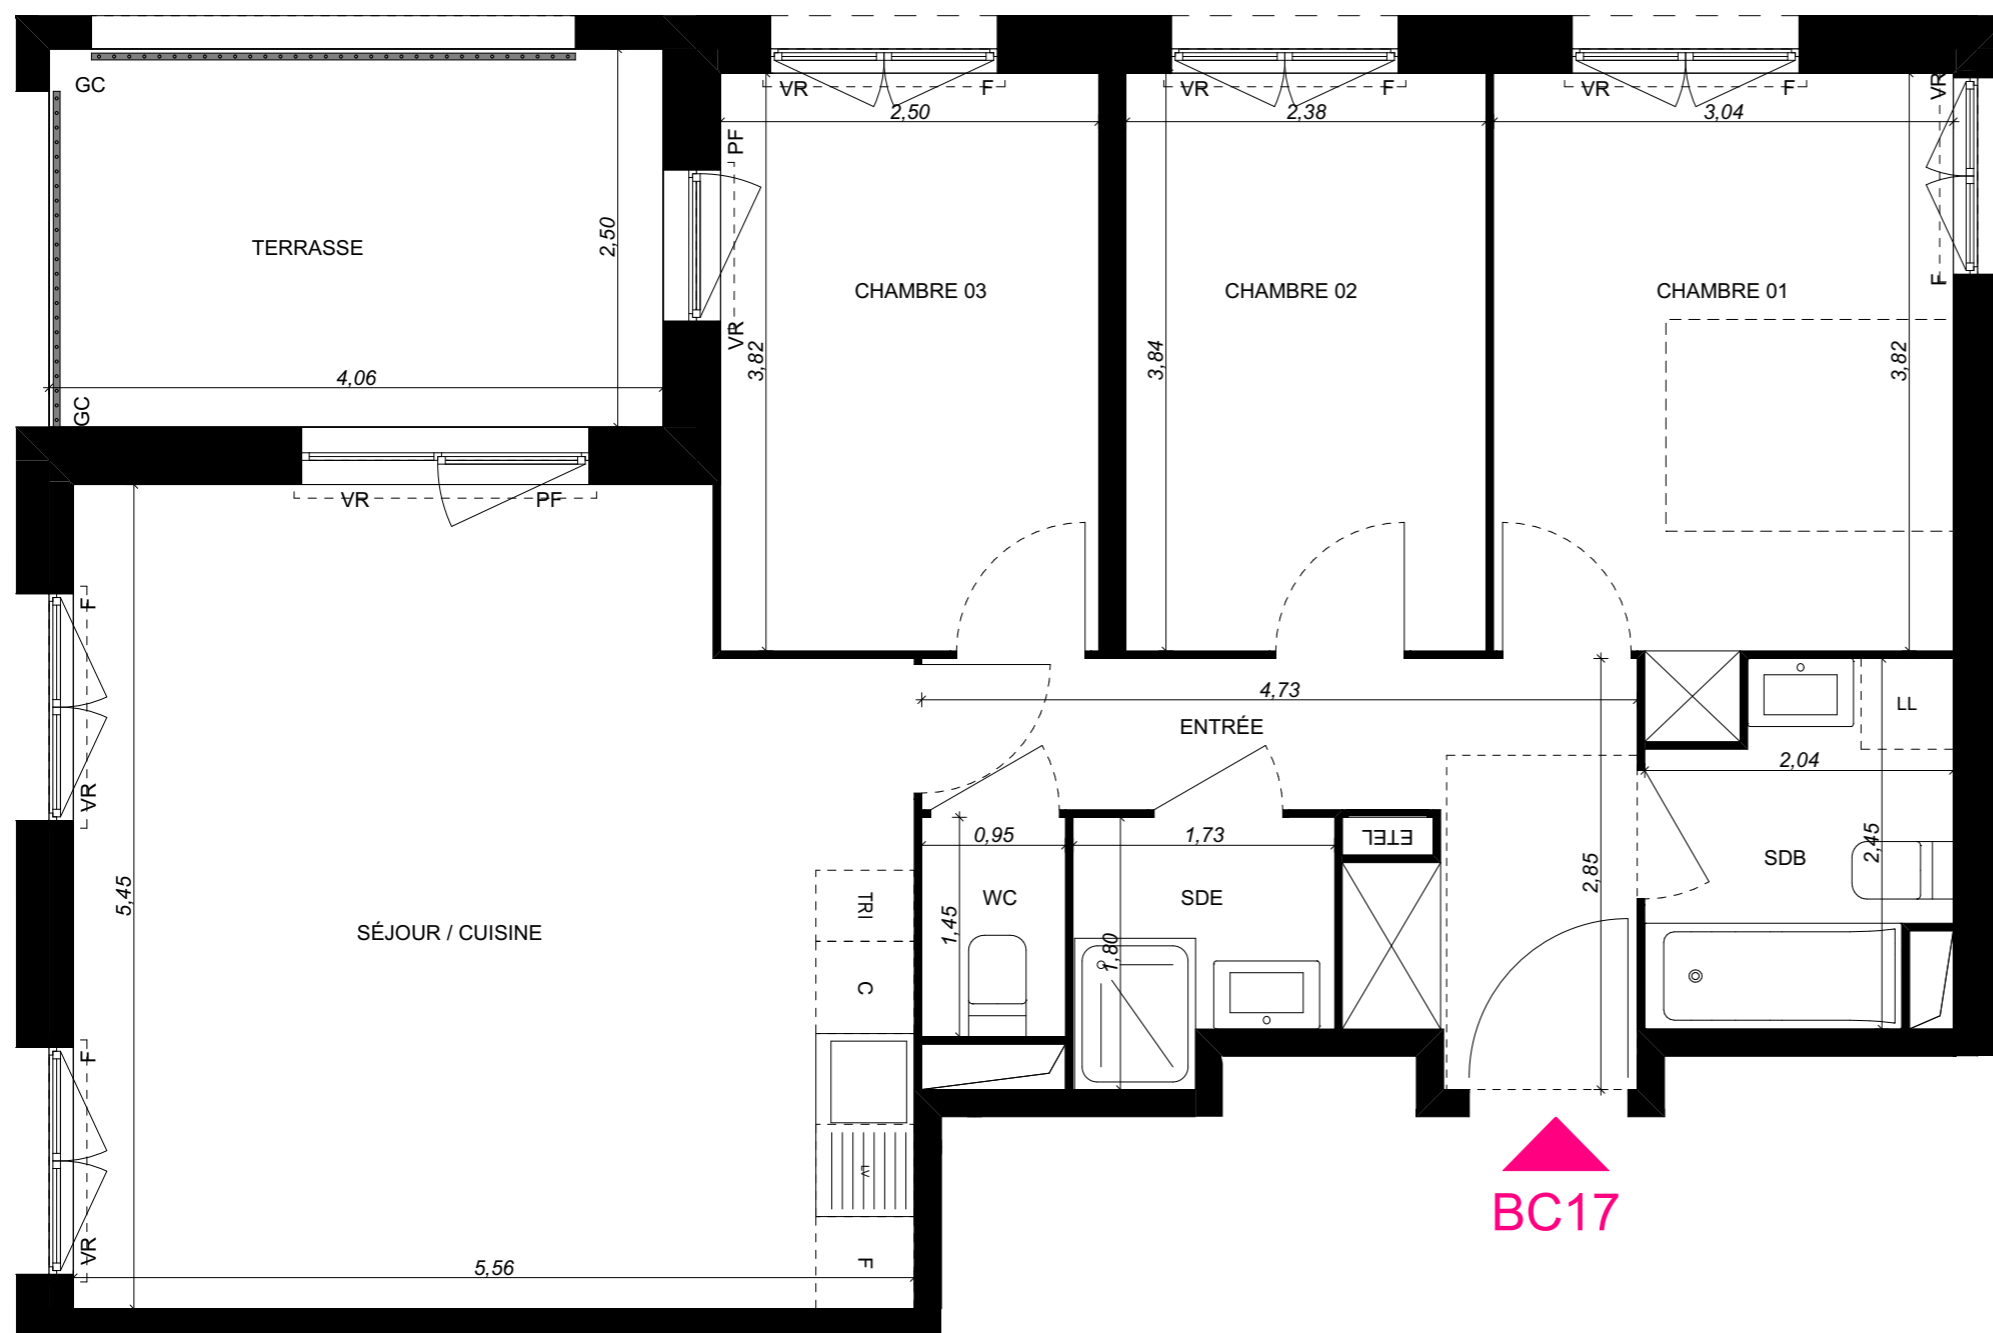 GC
VR
F
VR
F
VR
F
VR
2,50
2,38
3,04
PF
TERRASSE
2,50
CHAMBRE 03
CHAMBRE 02
CHAMBRE 01
F
VR
3,82
3,84
3,82
4,06
GC
VR
PF
F
4,73
ENTRÉE
LL
2,04
VR
0,95
1,73
ETEL
2,45
SDB
2,85
5,45
TRI
WC
SDE
1,45
SÉJOUR / CUISINE
1,80
C
F
LV
BC17
VR
F
5,56